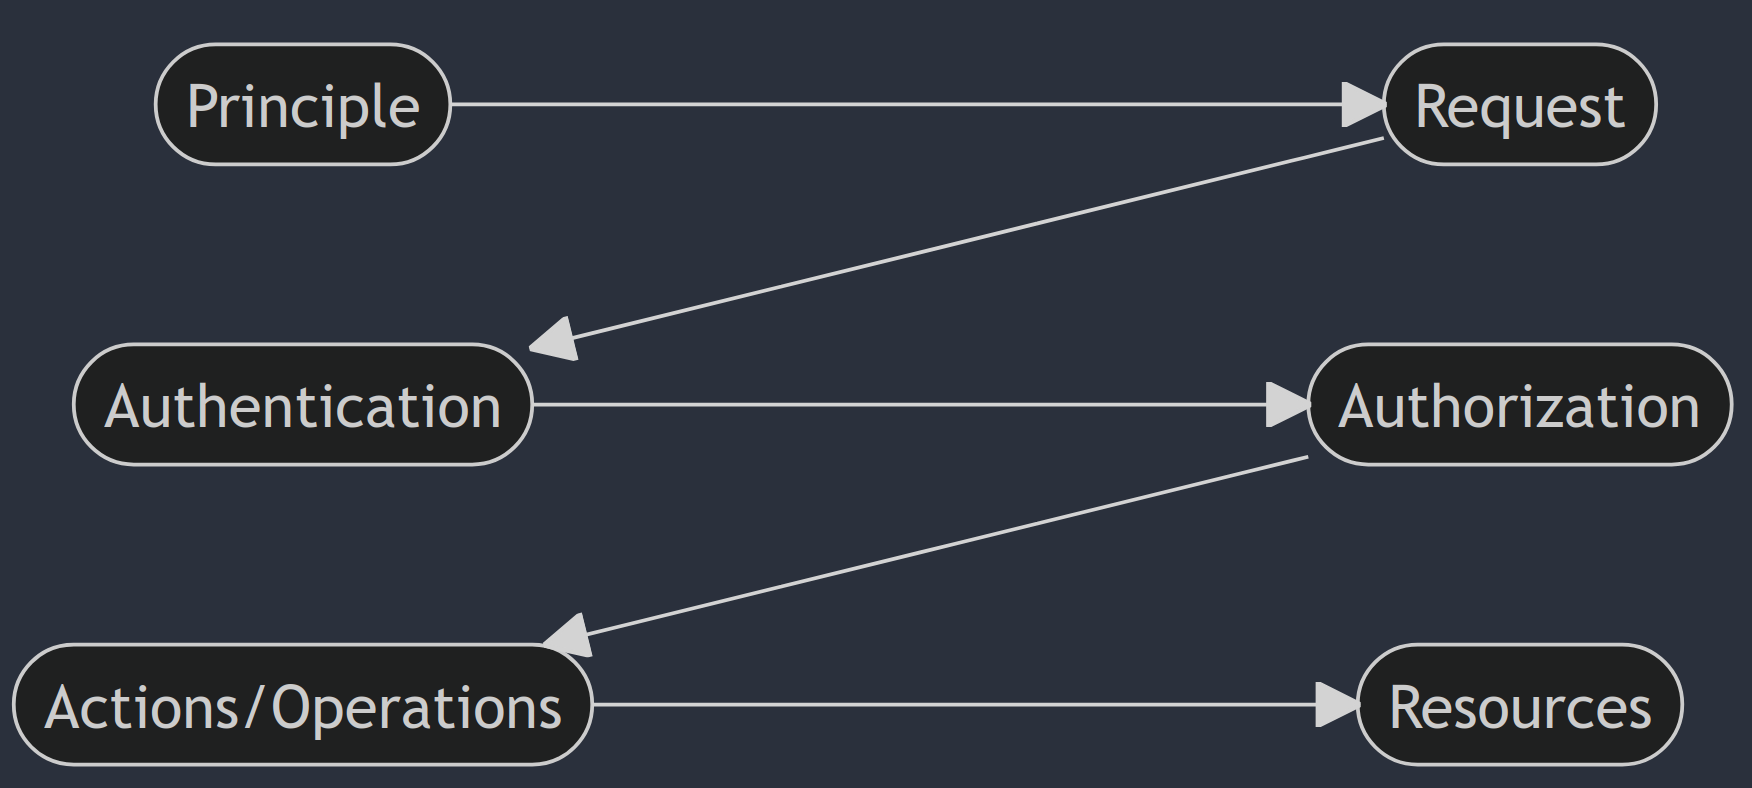 Principle
Request
Authentication
Authorization
Actions/Operations
Resources